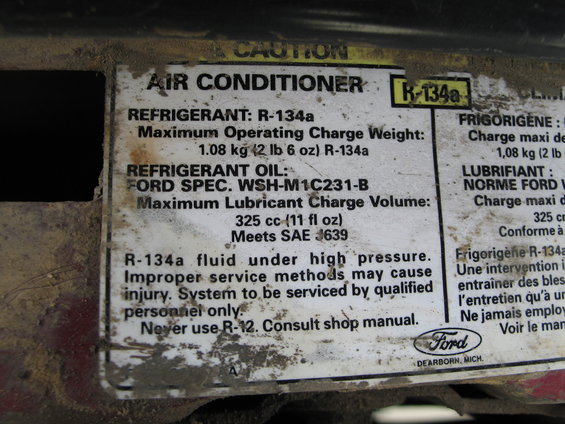 CAUTION
AIR CONDITIONER
R-134a
REFRIGERANT: R-134a
Maximum Operating Charge Weight:
1.08 kg (2 lb 6 oz) R-134a
REFRIGERANT OIL:
FORD SPEC. WSH-M1C231-B
Maximum Lubricant Charge Volume:
325 cc (11 fl oz)
Meets SAE J639
R-134a fluid under high pressure.
Improper service methods may cause
injury. System to be serviced by qualified
personnel only.
Never use R-12. Consult shop manual.
A
Ford
DEARBORN, MICH.
CLIM
FRIGORIGÈNE :
Charge maxi de
1,08 kg (2 lb
LUBRIFIANT :
NORME FORD W
Charge maxi d
325 cm
Conforme à
Frigorigène R-134a
Une intervention i
entraîner des bles
l'entretien qu'à un
Ne jamais employ
Voir le man